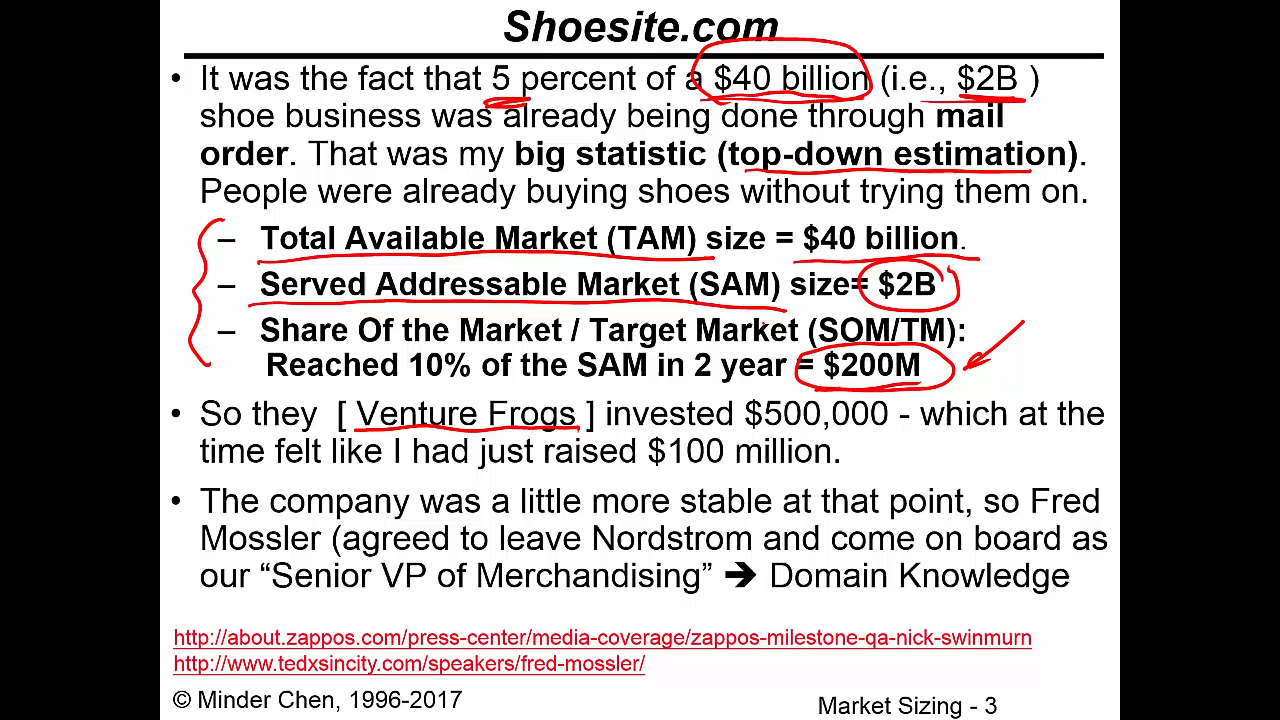 Shoesite.com
• It was the fact that 5 percent of a $40 billion (i.e., $2B )
shoe business was already being done through mail
order. That was my big statistic (top-down estimation).
People were already buying shoes without trying them on.
– Total Available Market (TAM) size = $40 billion.
– Served Addressable Market (SAM) size= $2B
– Share Of the Market / Target Market (SOM/TM):
Reached 10% of the SAM in 2 year = $200M
• So they [ Venture Frogs ] invested $500,000 - which at the
time felt like I had just raised $100 million.
• The company was a little more stable at that point, so Fred
Mossler (agreed to leave Nordstrom and come on board as
our “Senior VP of Merchandising” ➔ Domain Knowledge
http://about.zappos.com/press-center/media-coverage/zappos-milestone-qa-nick-swinmurn
http://www.tedxsincity.com/speakers/fred-mossler/
© Minder Chen, 1996-2017
Market Sizing - 3